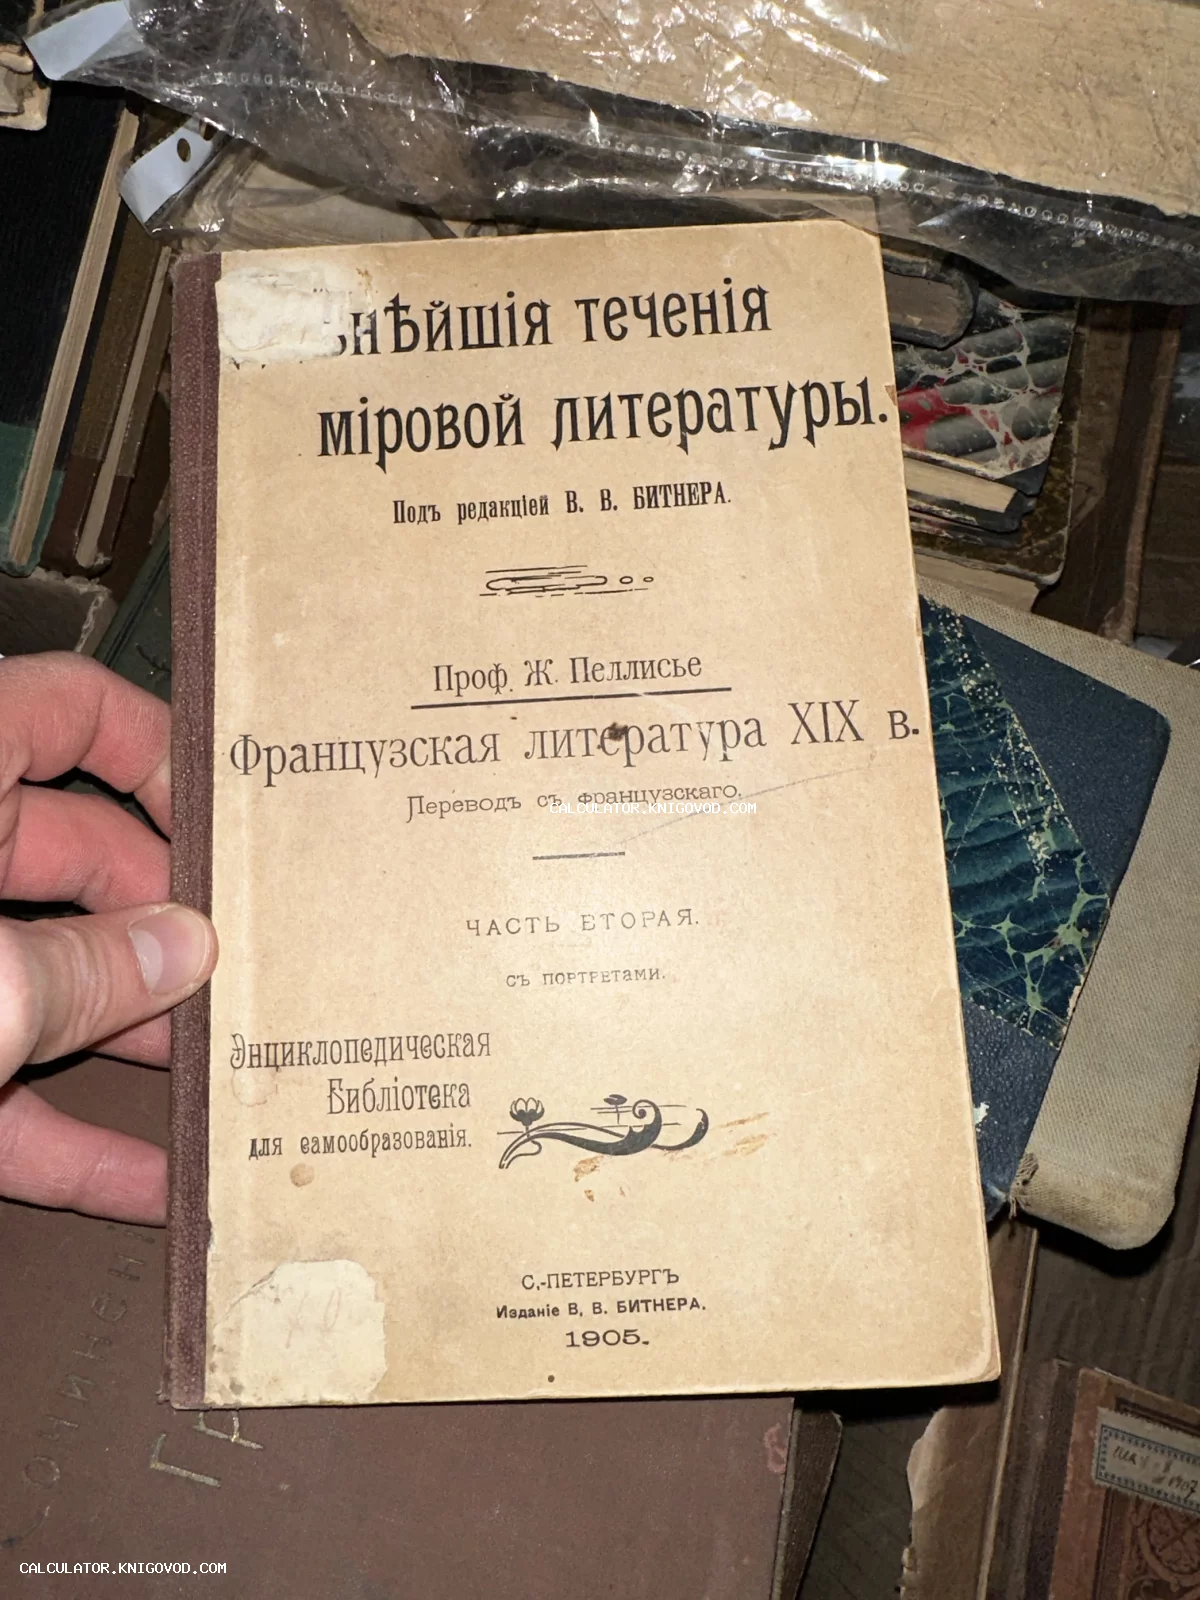 нѣйшія теченія
міровой литературы.
Подъ редакціей В. В. БИТНЕРА.
Проф. Ж. Пеллисье
Французская литература XIX в.
Переводъ съ французскаго.
CALCULATOR.KNIGOVOD.COM
ЧАСТЬ ВТОРАЯ.
СЪ ПОРТРЕТАМИ.
Энциклопедическая
Библіотека
для самообразованія.
С.-ПЕТЕРБУРГЪ
Изданіе В. В. БИТНЕРА.
1905.
CALCULATOR.KNIGOVOD.COM